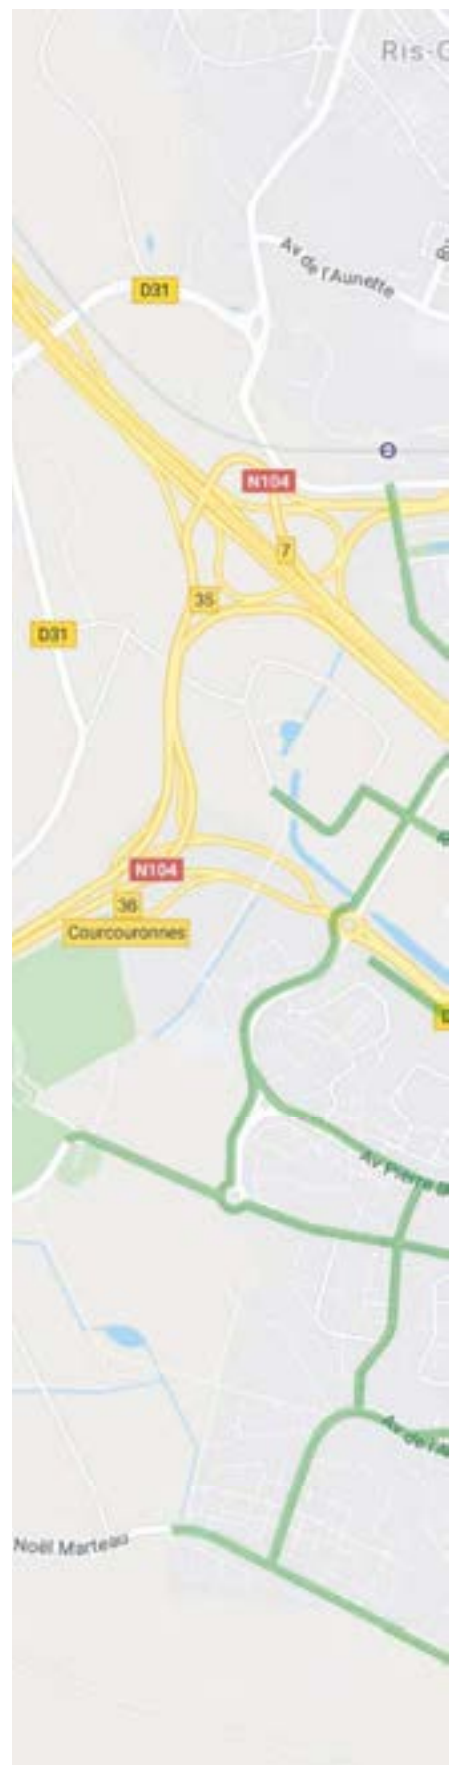 Ris-O
Av de l'Aunette
D31
N104
7
35
D31
N104
36
Courcouronnes
Av Pierre B
Av de l'A
Noël Marteau